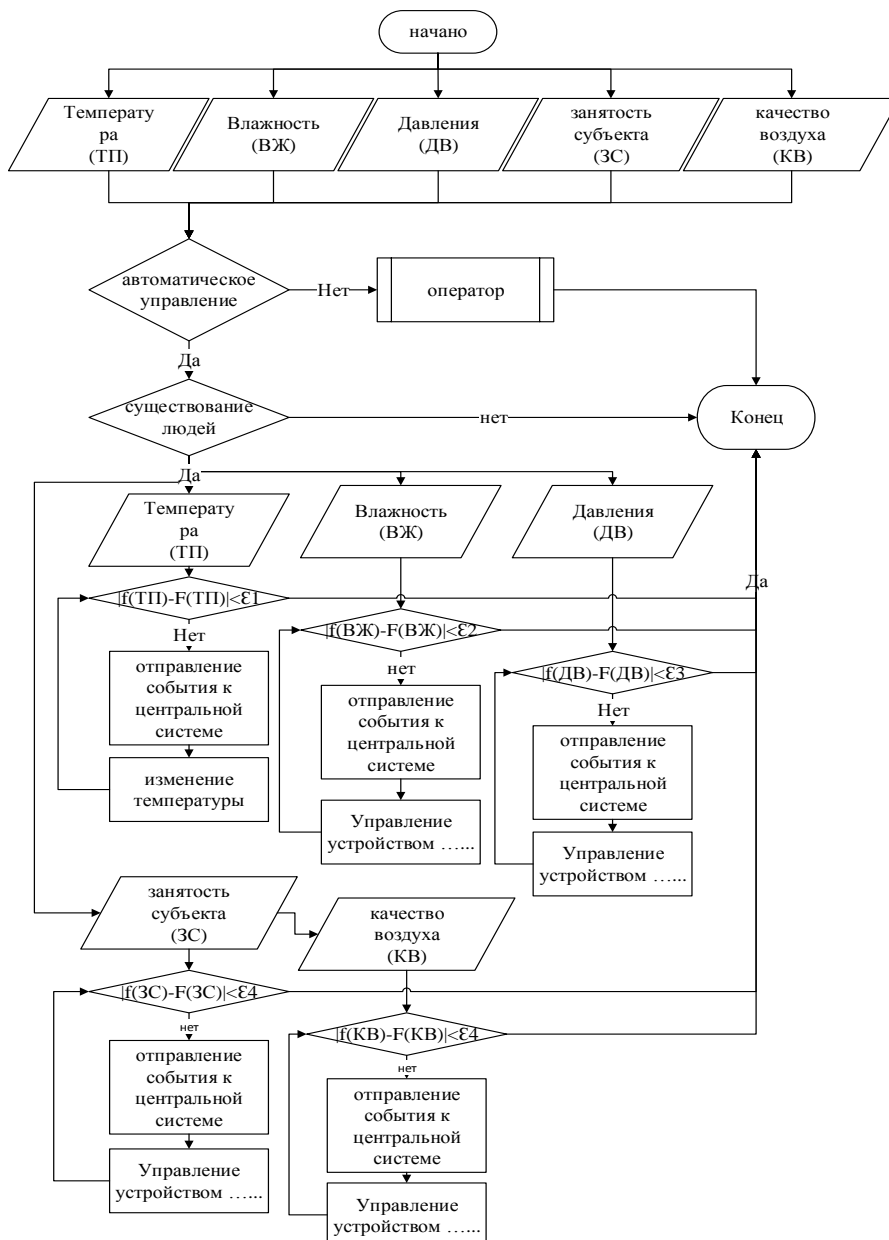 начано
Температу
ра
(ТП)
Влажность
(ВЖ)
Давления
(ДВ)
занятость
субъекта
(ЗС)
качество
воздуха
(КВ)
автоматическое
управление
Нет
оператор
Да
существование
людей
нет
Конец
Да
Температу
ра
(ТП)
Влажность
(ВЖ)
Давления
(ДВ)
Да
|f(ТП)-F(ТП)|<Ɛ1
Нет
отправление
события к
центральной
системе
изменение
температуры
|f(ВЖ)-F(ВЖ)|<Ɛ2
нет
отправление
события к
центральной
системе
Управление
устройством …...
|f(ДВ)-F(ДВ)|<Ɛ3
Нет
отправление
события к
центральной
системе
Управление
устройством …...
занятость
субъекта
(ЗС)
качество
воздуха
(КВ)
|f(ЗС)-F(ЗС)|<Ɛ4
нет
отправление
события к
центральной
системе
Управление
устройством …...
|f(КВ)-F(КВ)|<Ɛ4
нет
отправление
события к
центральной
системе
Управление
устройством …...